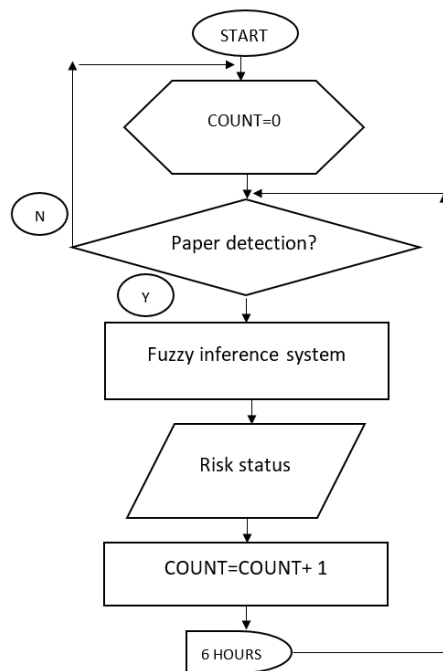 START
COUNT=0
N
Paper detection?
Y
Fuzzy inference system
Risk status
COUNT=COUNT+ 1
6 HOURS